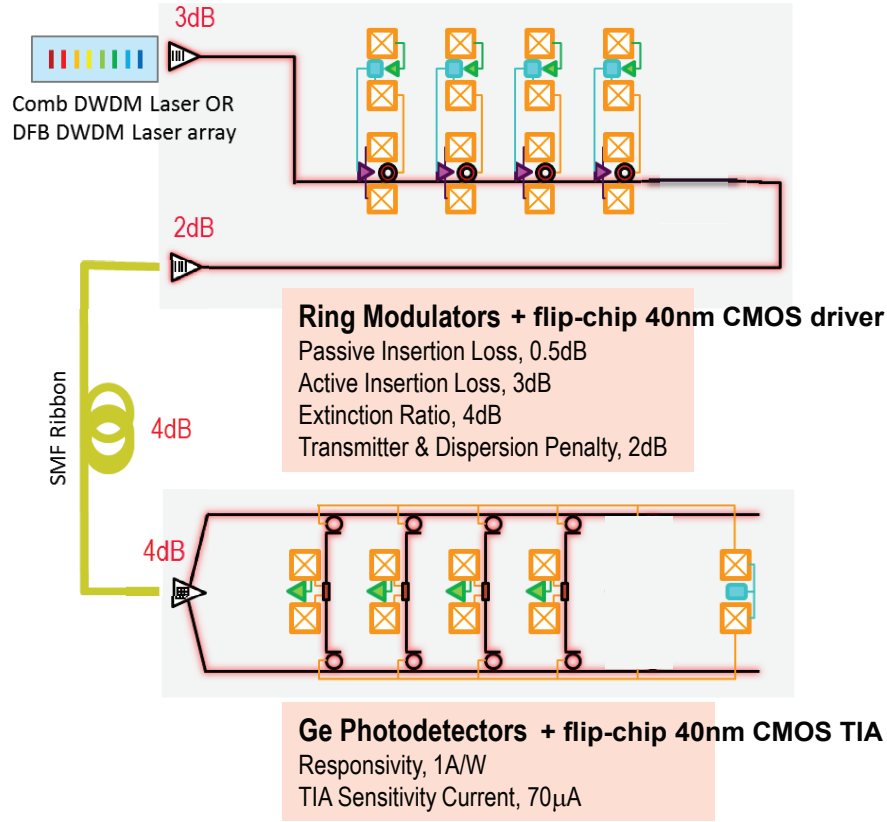 3dB
Comb DWDM Laser OR
DFB DWDM Laser array
2dB
Ring Modulators + flip-chip 40nm CMOS driver
Passive Insertion Loss, 0.5dB
Active Insertion Loss, 3dB
Extinction Ratio, 4dB
Transmitter & Dispersion Penalty, 2dB
SMF Ribbon
4dB
4dB
Ge Photodetectors + flip-chip 40nm CMOS TIA
Responsivity, 1A/W
TIA Sensitivity Current, 70μA